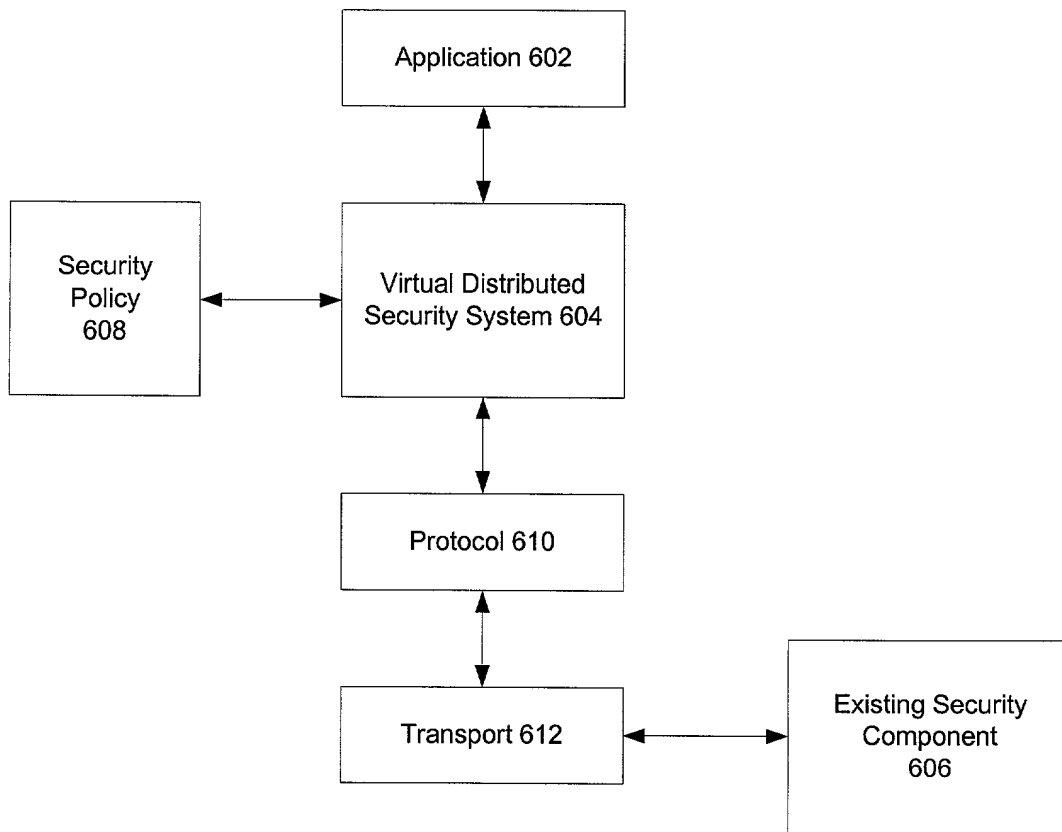 Application 602
Security
Policy
608
Virtual Distributed
Security System 604
Protocol 610
Transport 612
Existing Security
Component
606